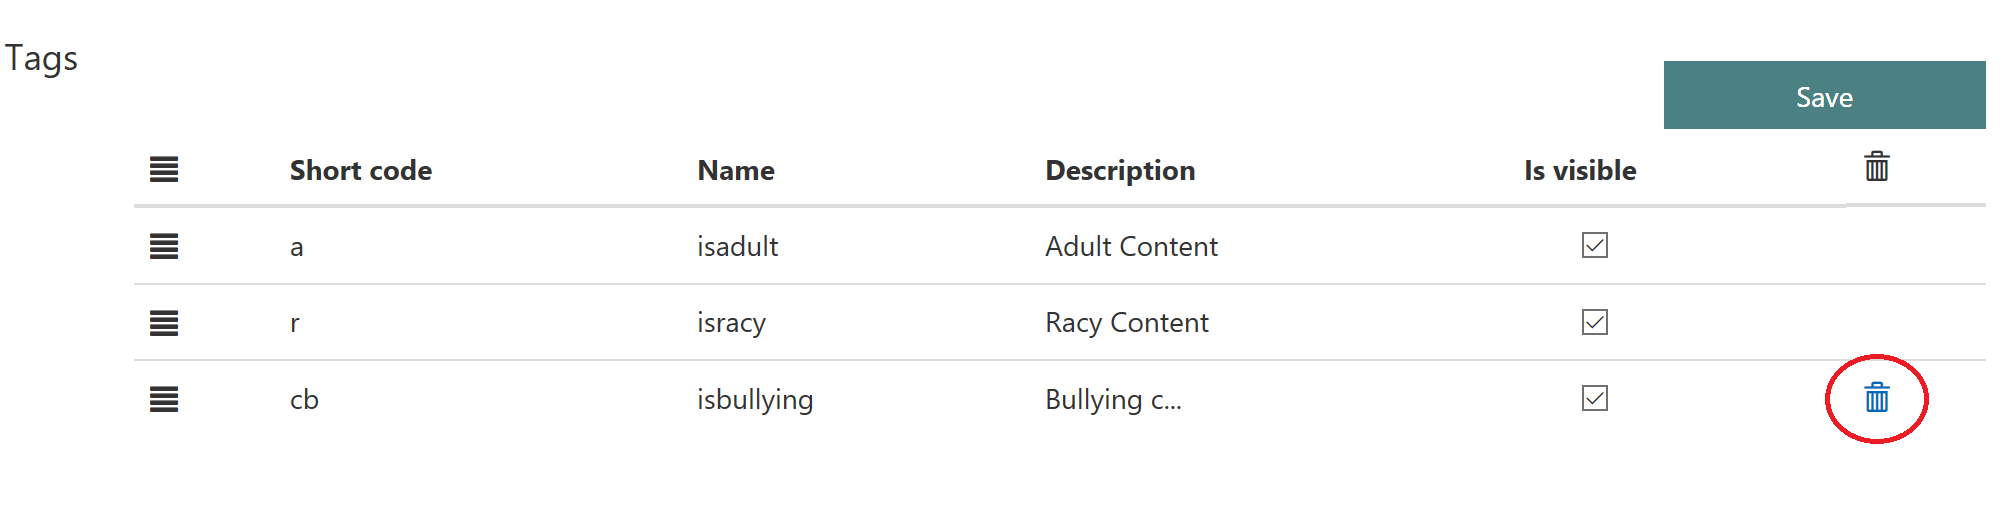 Tags
Save
Short code Name Description Is visible
a isadult Adult Content
r isracy Racy Content
cb isbullying Bullying c...